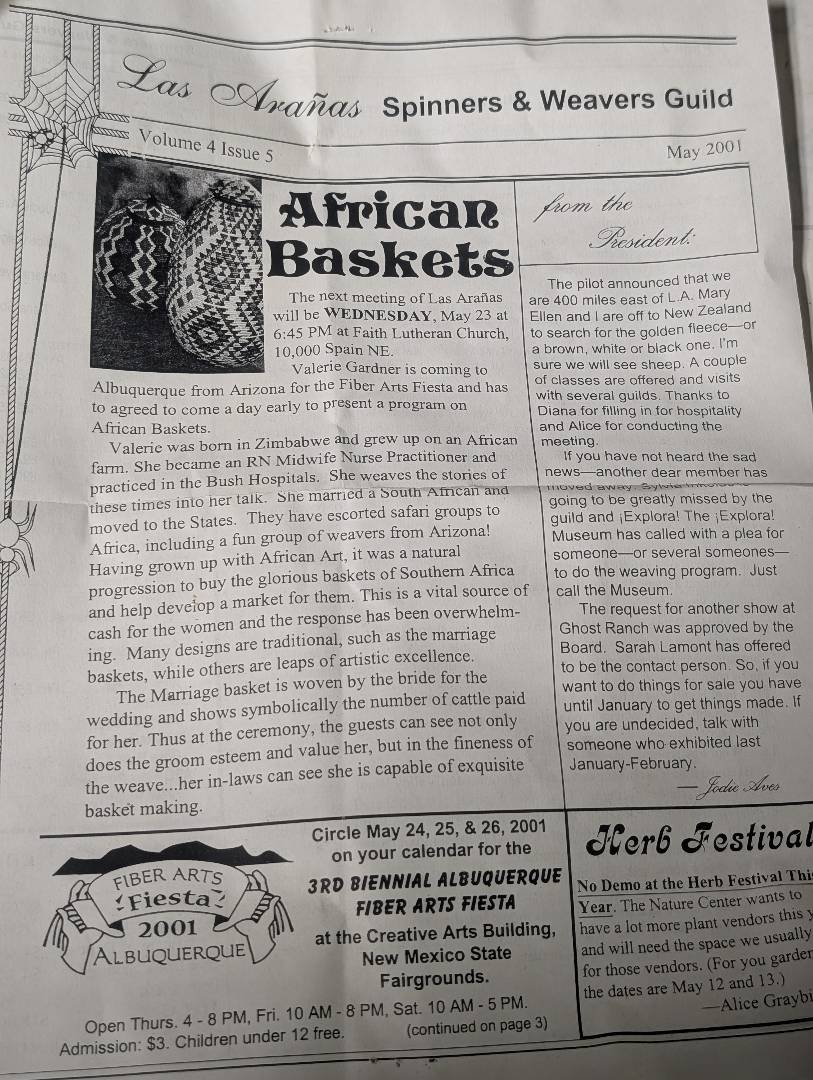 Las Arañas Spinners & Weavers Guild
Volume 4 Issue 5
May 2001
African
Baskets
The next meeting of Las Arañas
will be WEDNESDAY, May 23 at
6:45 PM at Faith Lutheran Church,
10,000 Spain NE.
Valerie Gardner is coming to
Albuquerque from Arizona for the Fiber Arts Fiesta and has
to agreed to come a day early to present a program on
African Baskets.
Valerie was born in Zimbabwe and grew up on an African
farm. She became an RN Midwife Nurse Practitioner and
practiced in the Bush Hospitals. She weaves the stories of
these times into her talk. She married a South African and
moved to the States. They have escorted safari groups to
Africa, including a fun group of weavers from Arizona!
Having grown up with African Art, it was a natural
progression to buy the glorious baskets of Southern Africa
and help develop a market for them. This is a vital source of
cash for the women and the response has been overwhelm-
ing. Many designs are traditional, such as the marriage
baskets, while others are leaps of artistic excellence.
The Marriage basket is woven by the bride for the
wedding and shows symbolically the number of cattle paid
for her. Thus at the ceremony, the guests can see not only
does the groom esteem and value her, but in the fineness of
the weave...her in-laws can see she is capable of exquisite
basket making.
from the
President:
The pilot announced that we
are 400 miles east of L.A. Mary
Ellen and I are off to New Zealand
to search for the golden fleece—or
a brown, white or black one. I'm
sure we will see sheep. A couple
of classes are offered and visits
with several guilds. Thanks to
Diana for filling in for hospitality
and Alice for conducting the
meeting.
If you have not heard the sad
news—another dear member has
moved away. Sylvia
going to be greatly missed by the
guild and ¡Explora! The ¡Explora!
Museum has called with a plea for
someone—or several someones—
to do the weaving program. Just
call the Museum.
The request for another show at
Ghost Ranch was approved by the
Board. Sarah Lamont has offered
to be the contact person. So, if you
want to do things for sale you have
until January to get things made. If
you are undecided, talk with
someone who exhibited last
January-February.
— Jodie Aves
FIBER ARTS
Fiesta
2001
ALBUQUERQUE
Circle May 24, 25, & 26, 2001
on your calendar for the
3RD BIENNIAL ALBUQUERQUE
FIBER ARTS FIESTA
at the Creative Arts Building,
New Mexico State
Fairgrounds.
Open Thurs. 4 - 8 PM, Fri. 10 AM - 8 PM, Sat. 10 AM - 5 PM.
Admission: $3. Children under 12 free.
(continued on page 3)
Herb Festival
No Demo at the Herb Festival Thi
Year. The Nature Center wants to
have a lot more plant vendors this y
and will need the space we usually
for those vendors. (For you garden
the dates are May 12 and 13.)
—Alice Graybi